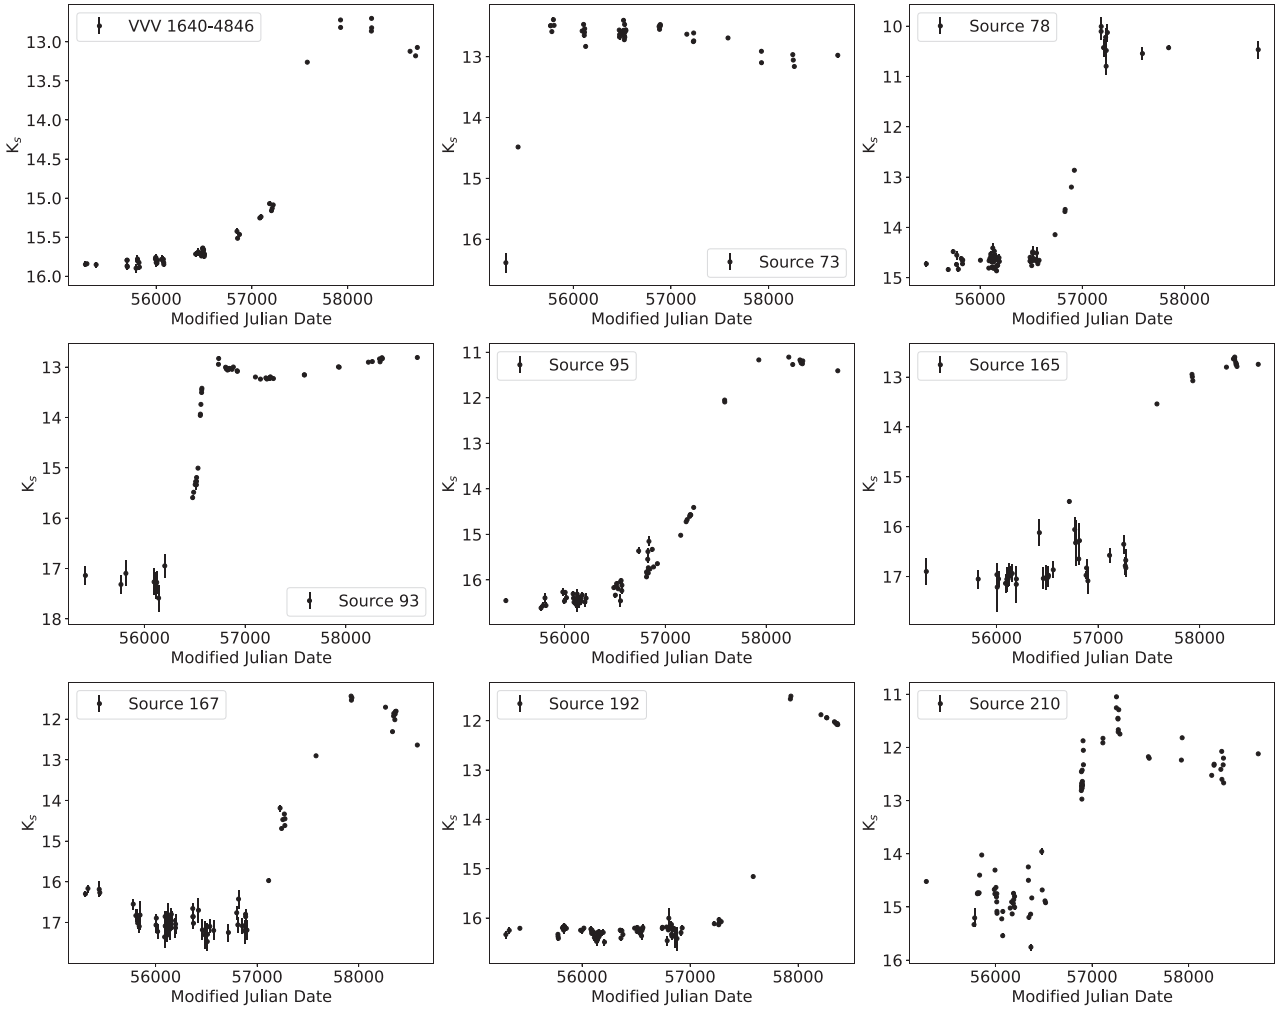 VVV 1640-4846
13.0
13.5
14.0
14.5
15.0
15.5
16.0
Ks
56000 57000 58000
Modified Julian Date
Source 73
13
14
15
16
Ks
56000 57000 58000
Modified Julian Date
Source 78
10
11
12
13
14
15
Ks
56000 57000 58000
Modified Julian Date
Source 93
13
14
15
16
17
18
Ks
56000 57000 58000
Modified Julian Date
Source 95
11
12
13
14
15
16
Ks
56000 57000 58000
Modified Julian Date
Source 165
13
14
15
16
17
Ks
56000 57000 58000
Modified Julian Date
Source 167
12
13
14
15
16
17
Ks
56000 57000 58000
Modified Julian Date
Source 192
12
13
14
15
16
Ks
56000 57000 58000
Modified Julian Date
Source 210
11
12
13
14
15
16
Ks
56000 57000 58000
Modified Julian Date